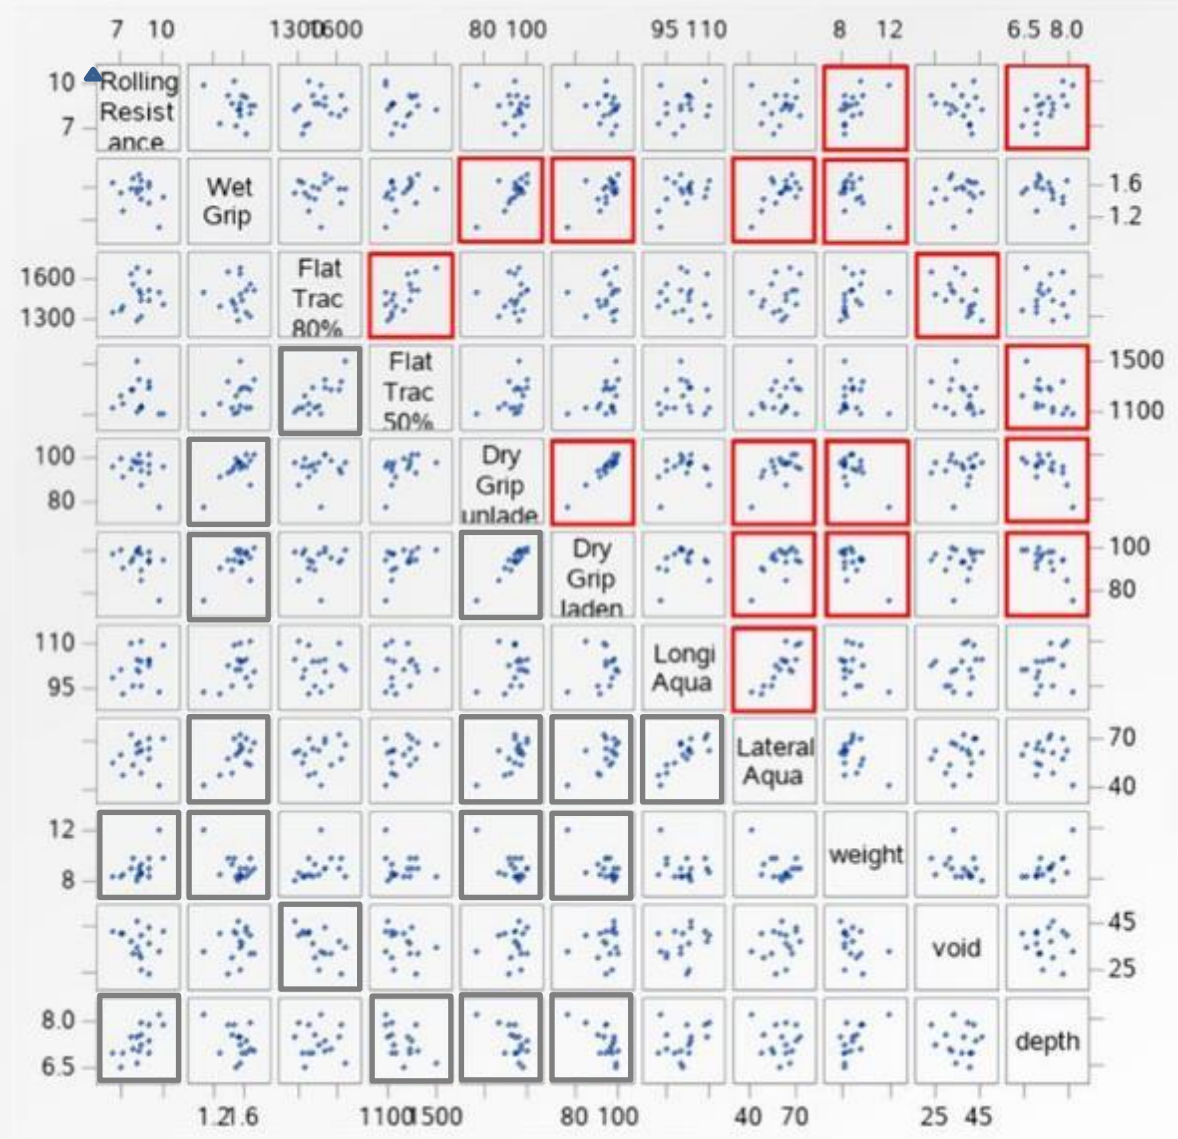 7 10 1300 1600 80 100 95 110 8 12 6.5 8.0
10 Rolling
Resist
7 ance
Wet
Grip
1.6
1.2
Flat
1600 Trac
1300 80%
Flat
Trac
50%
1500
1100
100 Dry
Grip
80 unlade
Dry
Grip
laden
100
80
110 Longi
95 Aqua
Lateral
Aqua
70
40
12 weight
8
void
45
25
8.0 depth
6.5
1.2 1.6 1100 1500 80 100 40 70 25 45